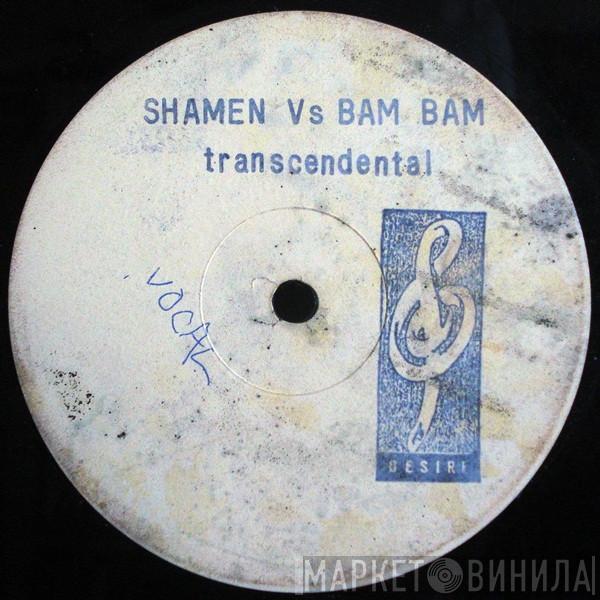 SHAMEN Vs BAM BAM
transcendental
VOCAL
DESIRE
МАРКЕТ ВИНИЛА